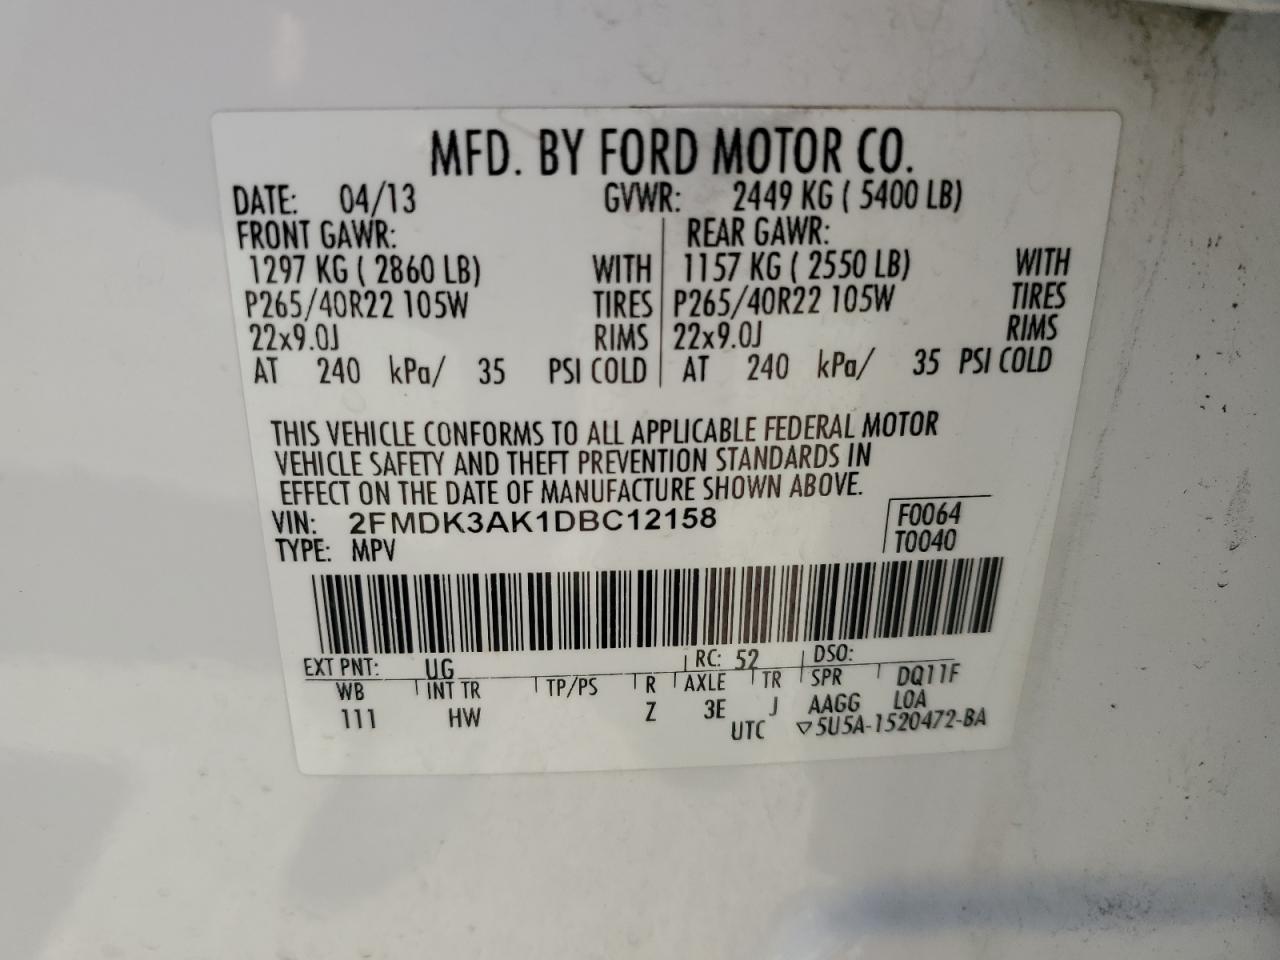 MFD. BY FORD MOTOR CO.
DATE: 04/13 GVWR: 2449 KG ( 5400 LB)
FRONT GAWR: REAR GAWR:
1297 KG ( 2860 LB) WITH 1157 KG ( 2550 LB) WITH
P265/40R22 105W TIRES P265/40R22 105W TIRES
22x9.0J RIMS 22x9.0J RIMS
AT 240 kPa/ 35 PSI COLD AT 240 kPa/ 35 PSI COLD
THIS VEHICLE CONFORMS TO ALL APPLICABLE FEDERAL MOTOR
VEHICLE SAFETY AND THEFT PREVENTION STANDARDS IN
EFFECT ON THE DATE OF MANUFACTURE SHOWN ABOVE.
VIN: 2FMDK3AK1DBC12158 F0064
TYPE: MPV T0040
EXT PNT: UG RC: 52 DSO:
WB INT TR TP/PS R AXLE TR SPR DQ11F
111 HW Z 3E J AAGG LOA
UTC ▽5U5A-1520472-BA